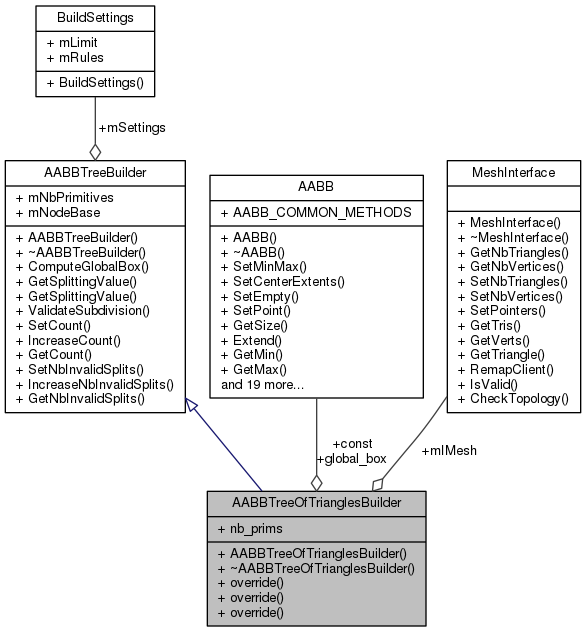 BuildSettings
+ mLimit
+ mRules
+ BuildSettings()
+mSettings
AABBTreeBuilder
+ mNbPrimitives
+ mNodeBase
+ AABBTreeBuilder()
+ ~AABBTreeBuilder()
+ ComputeGlobalBox()
+ GetSplittingValue()
+ GetSplittingValue()
+ ValidateSubdivision()
+ SetCount()
+ IncreaseCount()
+ GetCount()
+ SetNbInvalidSplits()
+ IncreaseNbInvalidSplits()
+ GetNbInvalidSplits()
AABB
+ AABB_COMMON_METHODS
+ AABB()
+ ~AABB()
+ SetMinMax()
+ SetCenterExtents()
+ SetEmpty()
+ SetPoint()
+ GetSize()
+ Extend()
+ GetMin()
+ GetMax()
and 19 more...
MeshInterface
+ MeshInterface()
+ ~MeshInterface()
+ GetNbTriangles()
+ GetNbVertices()
+ SetNbTriangles()
+ SetNbVertices()
+ SetPointers()
+ GetTris()
+ GetVerts()
+ GetTriangle()
+ RemapClient()
+ IsValid()
+ CheckTopology()
+const
+global_box
+mIMesh
AABBTreeOfTrianglesBuilder
+ nb_prims
+ AABBTreeOfTrianglesBuilder()
+ ~AABBTreeOfTrianglesBuilder()
+ override()
+ override()
+ override()